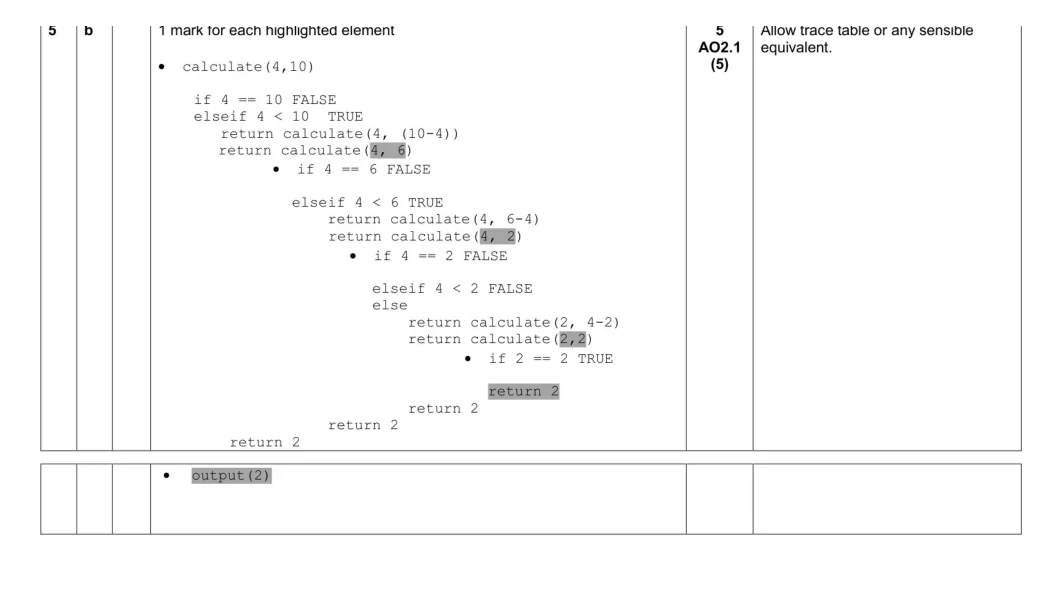 5 b 1 mark for each highlighted element 5 Allow trace table or any sensible
AO2.1 equivalent.
• calculate(4,10) (5)
if 4 == 10 FALSE
elseif 4 < 10  TRUE
return calculate(4, (10-4))
return calculate(4, 6)
• if 4 == 6 FALSE
elseif 4 < 6 TRUE
return calculate(4, 6-4)
return calculate(4, 2)
• if 4 == 2 FALSE
elseif 4 < 2 FALSE
else
return calculate(2, 4-2)
return calculate(2,2)
• if 2 == 2 TRUE
return 2
return 2
return 2
return 2
• output(2)